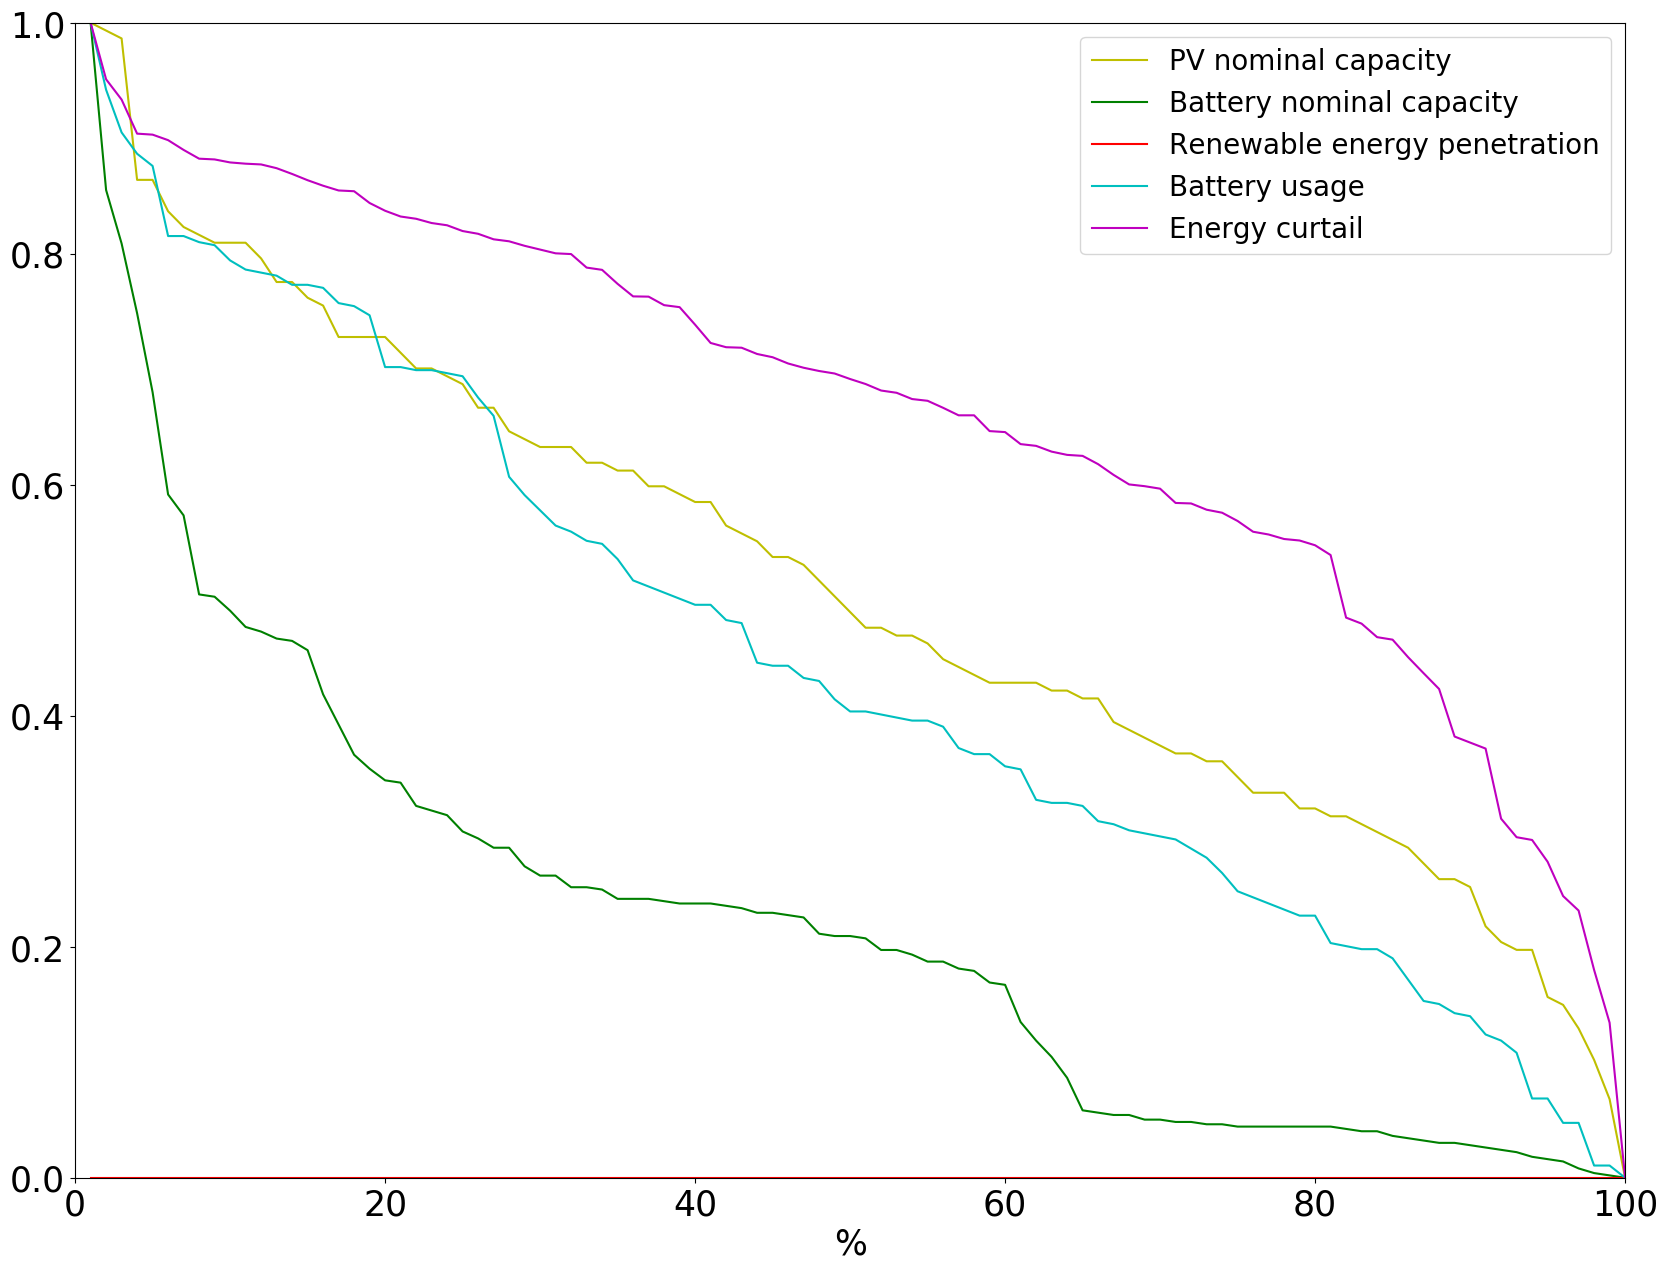 1.0
0.8
0.6
0.4
0.2
0.0
0 20 40 60 80 100
%
PV nominal capacity
Battery nominal capacity
Renewable energy penetration
Battery usage
Energy curtail